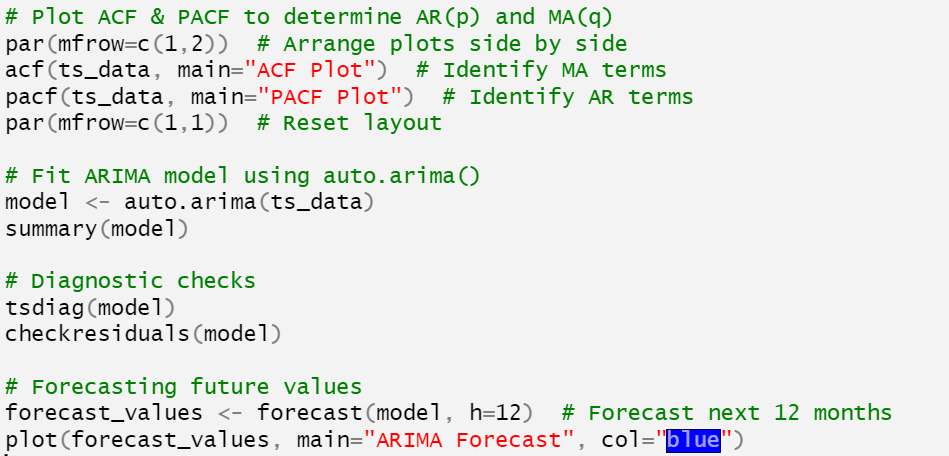 # Plot ACF & PACF to determine AR(p) and MA(q)
par(mfrow=c(1,2))  # Arrange plots side by side
acf(ts_data, main="ACF Plot")  # Identify MA terms
pacf(ts_data, main="PACF Plot")  # Identify AR terms
par(mfrow=c(1,1))  # Reset layout
# Fit ARIMA model using auto.arima()
model <- auto.arima(ts_data)
summary(model)
# Diagnostic checks
tsdiag(model)
checkresiduals(model)
# Forecasting future values
forecast_values <- forecast(model, h=12)  # Forecast next 12 months
plot(forecast_values, main="ARIMA Forecast", col="blue")